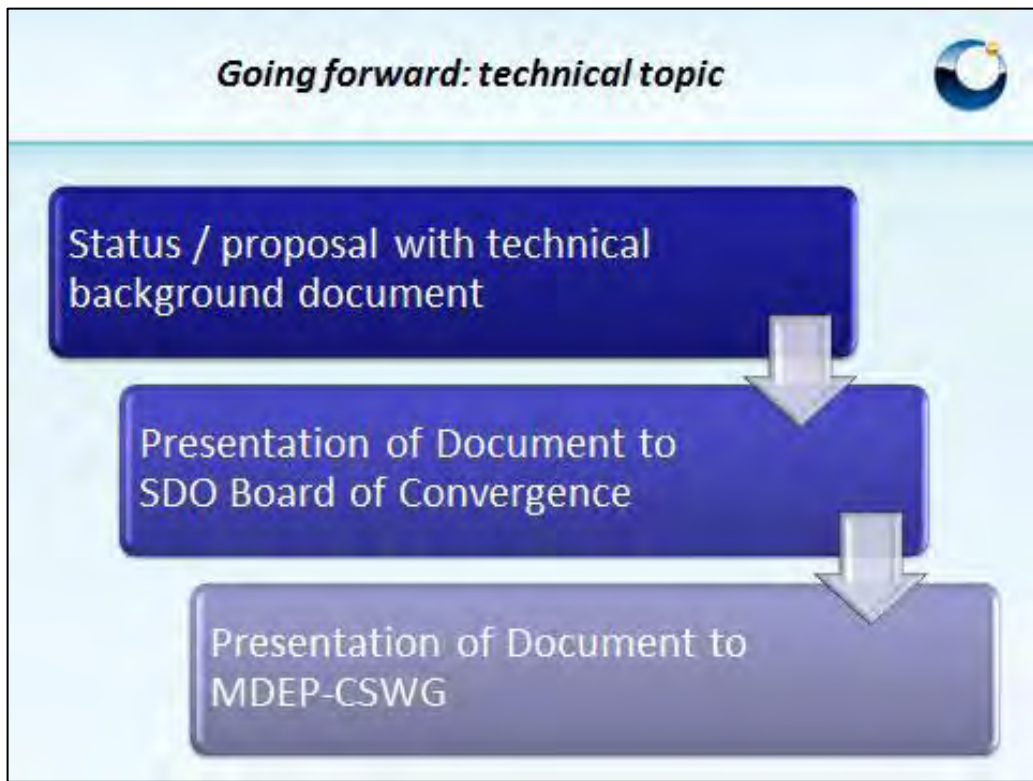 Going forward: technical topic
Status / proposal with technical
background document
Presentation of Document to
SDO Board of Convergence
Presentation of Document to
MDEP-CSWG